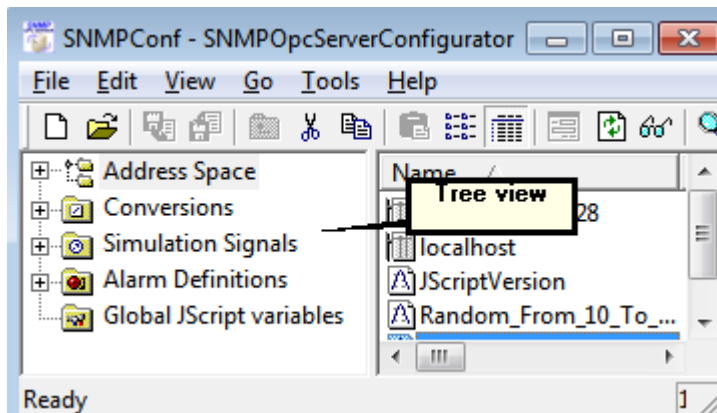 SNMPConf - SNMPOpcServerConfigurator
File Edit View Go Tools Help
Address Space
Conversions
Simulation Signals
Alarm Definitions
Global JScript variables
Name
Tree view
28
localhost
JScriptVersion
Random_From_10_To_...
Ready
1